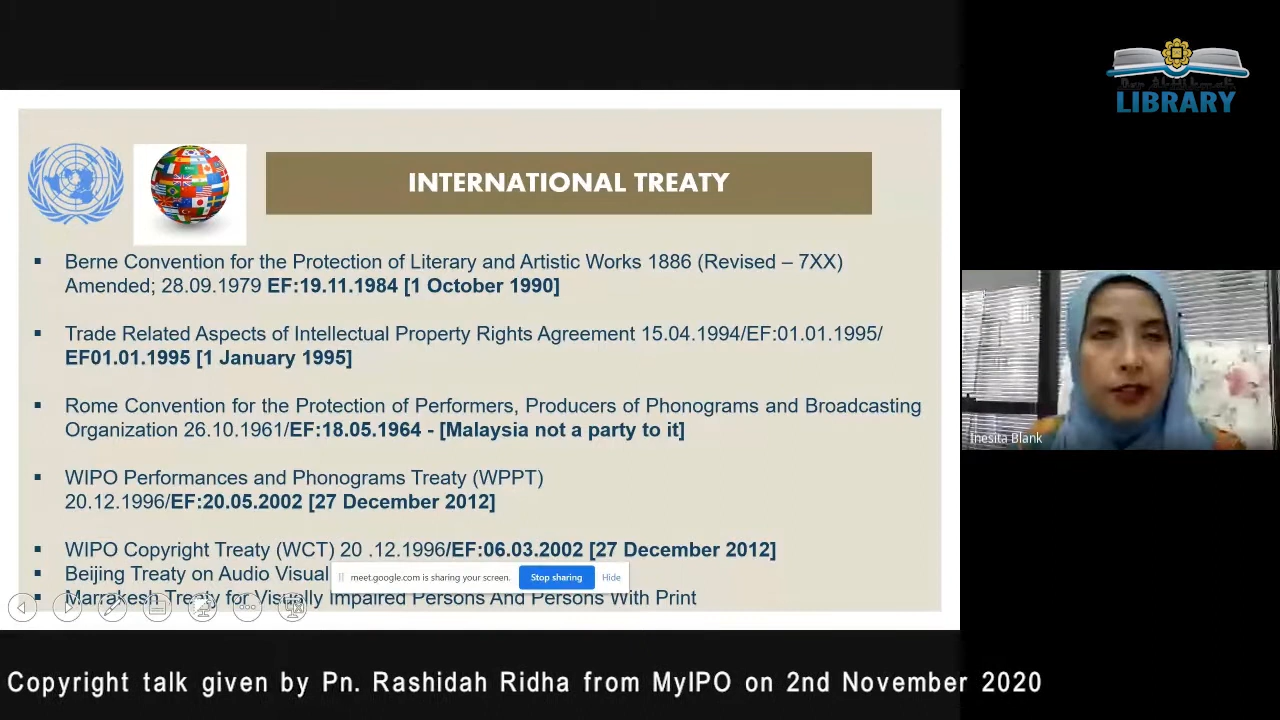 LIBRARY
INTERNATIONAL TREATY
▪ Berne Convention for the Protection of Literary and Artistic Works 1886 (Revised – 7XX)
Amended; 28.09.1979 EF:19.11.1984 [1 October 1990]
▪ Trade Related Aspects of Intellectual Property Rights Agreement 15.04.1994/EF:01.01.1995/
EF01.01.1995 [1 January 1995]
▪ Rome Convention for the Protection of Performers, Producers of Phonograms and Broadcasting
Organization 26.10.1961/EF:18.05.1964 - [Malaysia not a party to it]
▪ WIPO Performances and Phonograms Treaty (WPPT)
20.12.1996/EF:20.05.2002 [27 December 2012]
▪ WIPO Copyright Treaty (WCT) 20 .12.1996/EF:06.03.2002 [27 December 2012]
▪ Beijing Treaty on Audio Visual
meet.google.com is sharing your screen. Stop sharing Hide
▪ Marrakesh Treaty for Visually Impaired Persons And Persons With Print
Inesita Blank
Copyright talk given by Pn. Rashidah Ridha from MyIPO on 2nd November 2020